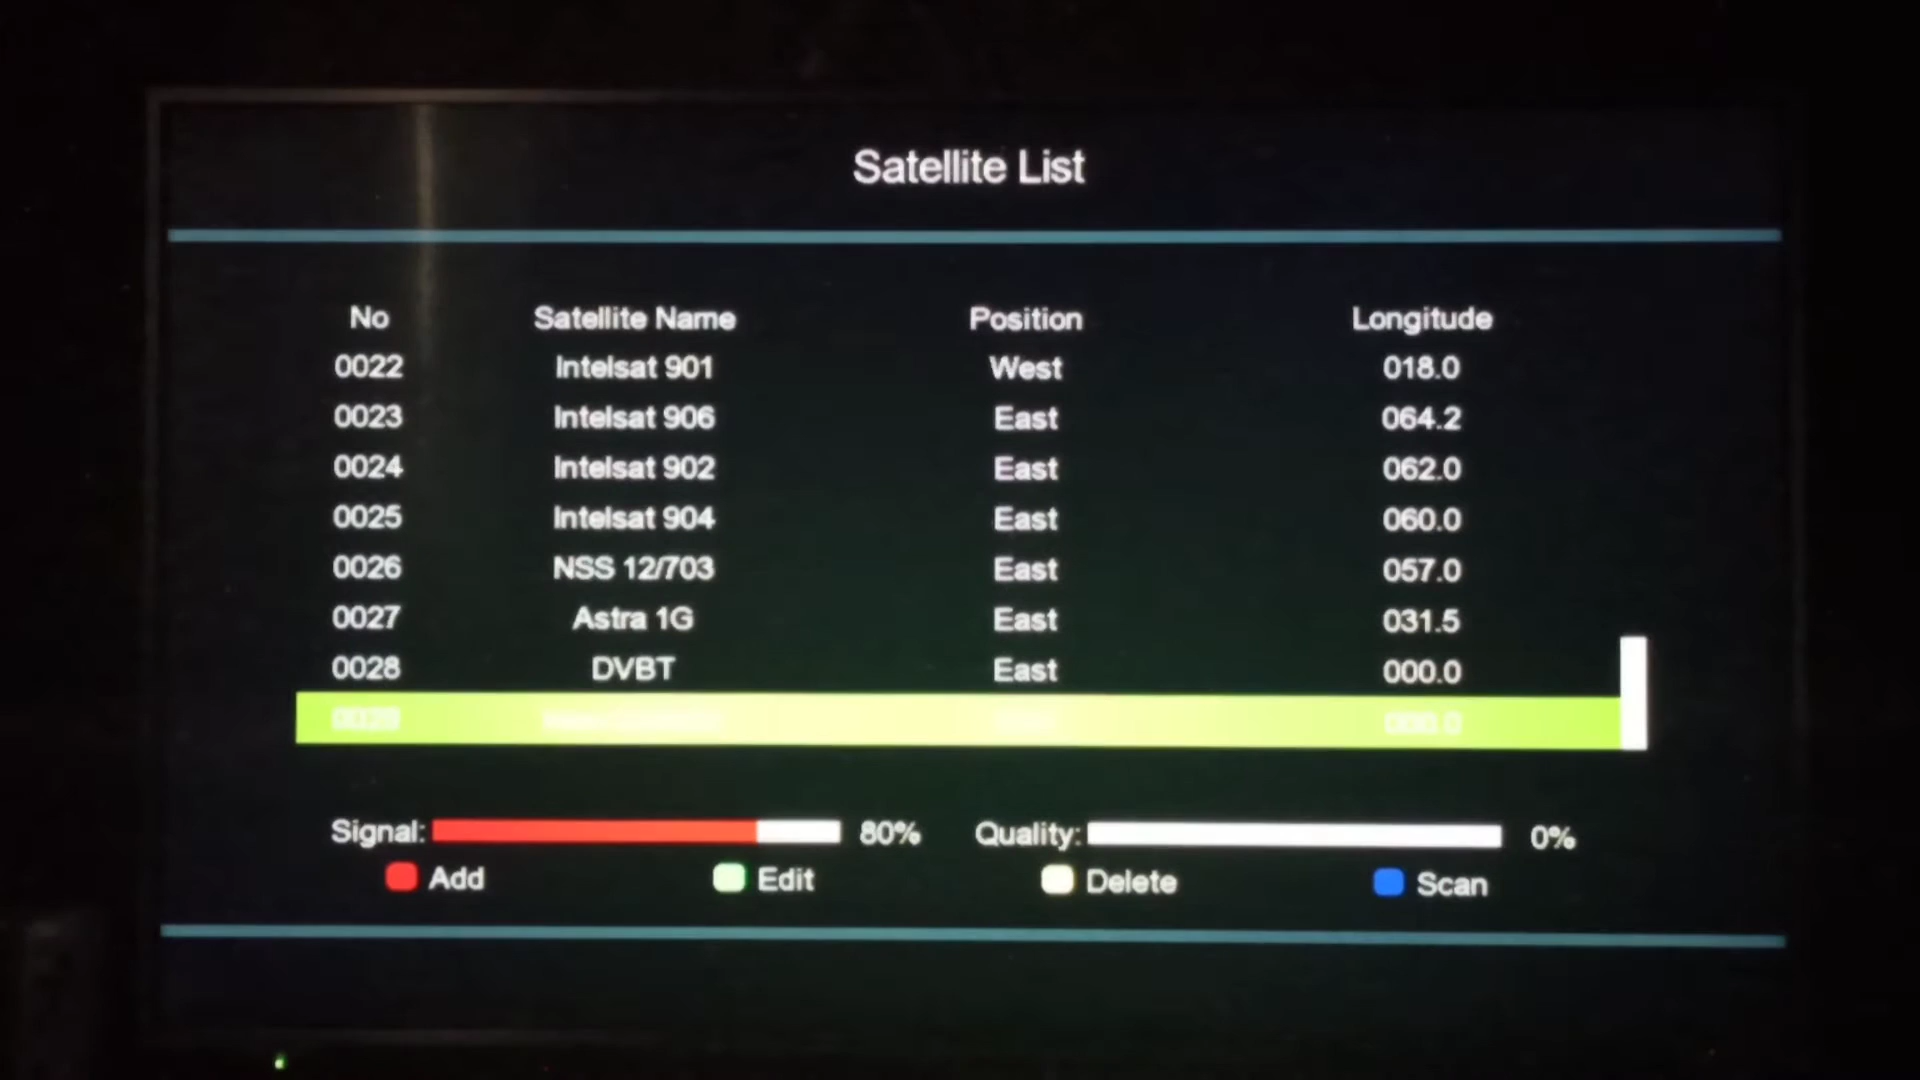 Satellite List
No Satellite Name Position Longitude
0022 Intelsat 901 West 018.0
0023 Intelsat 906 East 064.2
0024 Intelsat 902 East 062.0
0025 Intelsat 904 East 060.0
0026 NSS 12/703 East 057.0
0027 Astra 1G East 031.5
0028 DVBT East 000.0
0029 000.0
Signal: 80% Quality: 0%
Add Edit Delete Scan